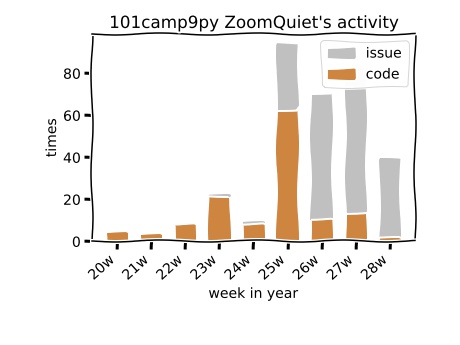 101camp9py ZoomQuiet's activity
issue
code
times
80
60
40
20
0
20w 21w 22w 23w 24w 25w 26w 27w 28w
week in year